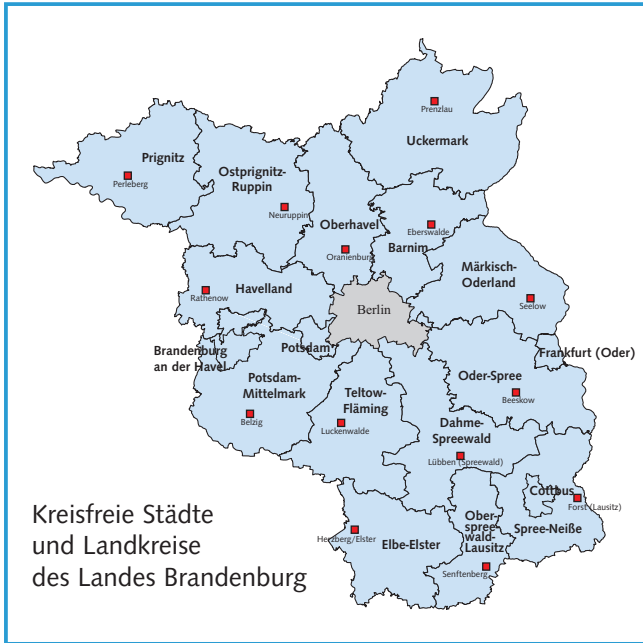 Prenzlau
Uckermark
Prignitz
Perleberg
Ostprignitz-
Ruppin
Neuruppin
Oberhavel
Oranienburg
Eberswalde
Barnim
Märkisch-
Oderland
Seelow
Havelland
Rathenow
Berlin
Brandenburg
an der Havel
Potsdam
Frankfurt (Oder)
Potsdam-
Mittelmark
Belzig
Teltow-
Fläming
Luckenwalde
Oder-Spree
Beeskow
Dahme-
Spreewald
Lübben (Spreewald)
Cottbus
Forst (Lausitz)
Spree-Neiße
Ober-
spree-
wald-
Lausitz
Senftenberg
Herzberg/Elster
Elbe-Elster
Kreisfreie Städte
und Landkreise
des Landes Brandenburg